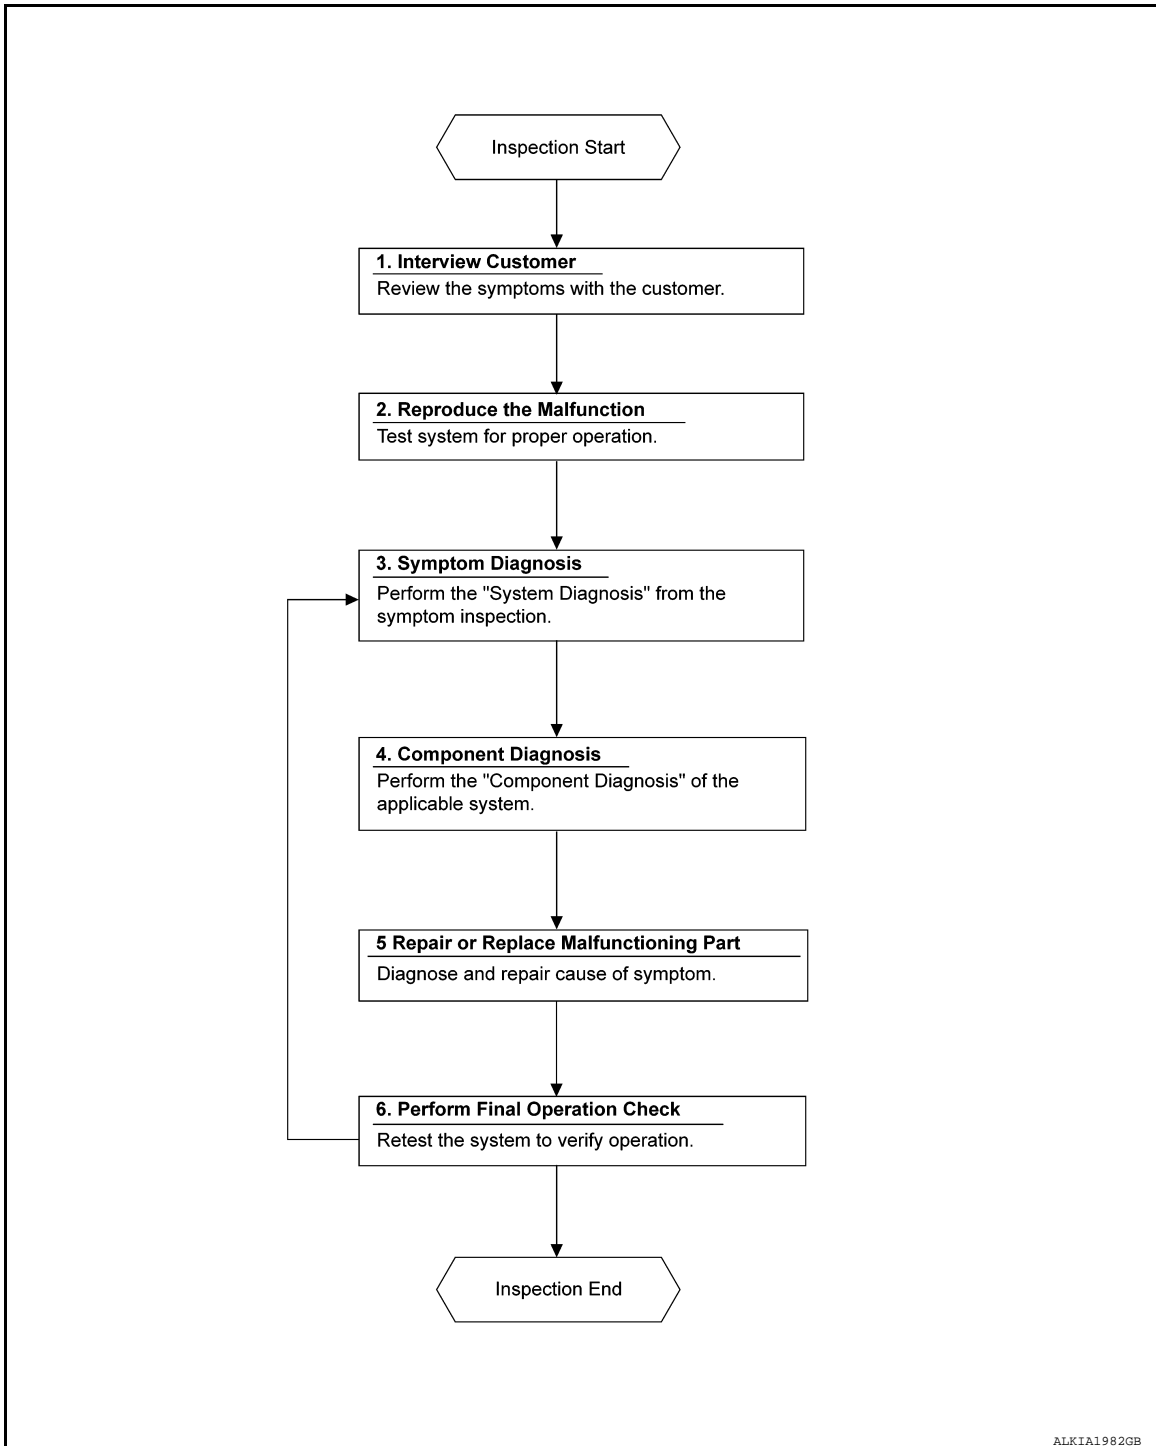 Inspection Start
1. Interview Customer
Review the symptoms with the customer.
2. Reproduce the Malfunction
Test system for proper operation.
3. Symptom Diagnosis
Perform the "System Diagnosis" from the
symptom inspection.
4. Component Diagnosis
Perform the "Component Diagnosis" of the
applicable system.
5 Repair or Replace Malfunctioning Part
Diagnose and repair cause of symptom.
6. Perform Final Operation Check
Retest the system to verify operation.
Inspection End
ALKIA1982GB